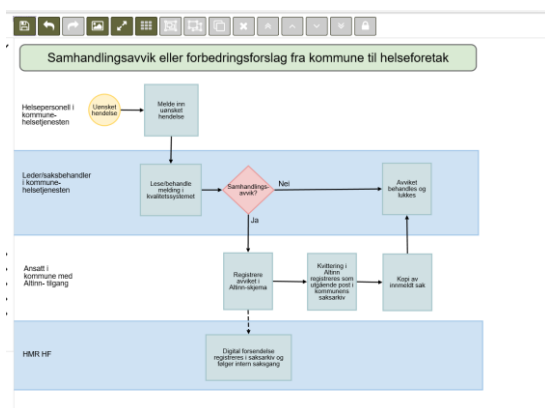 Samhandlingsavvik eller forbedringsforslag fra kommune til helseforetak
Helsepersonell i
kommune-
helsetjenesten
Uønsket
hendelse
Melde inn
uønsket
hendelse
Leder/saksbehandler
i kommune-
helsetjenesten
Lese/behandle
melding i
kvalitetssystemet
Samhandlings-
avvik?
Nei
Avviket
behandles og
lukkes
Ja
Ansatt i
kommune med
Altinn- tilgang
Registrere
avviket i
Altinn-skjema
Kvittering i
Altinn
registreres som
utgående post i
kommunens
saksarkiv
Kopi av
innmeldt sak
HMR HF
Digital forsendelse
registreres i saksarkiv og
følger intern saksgang